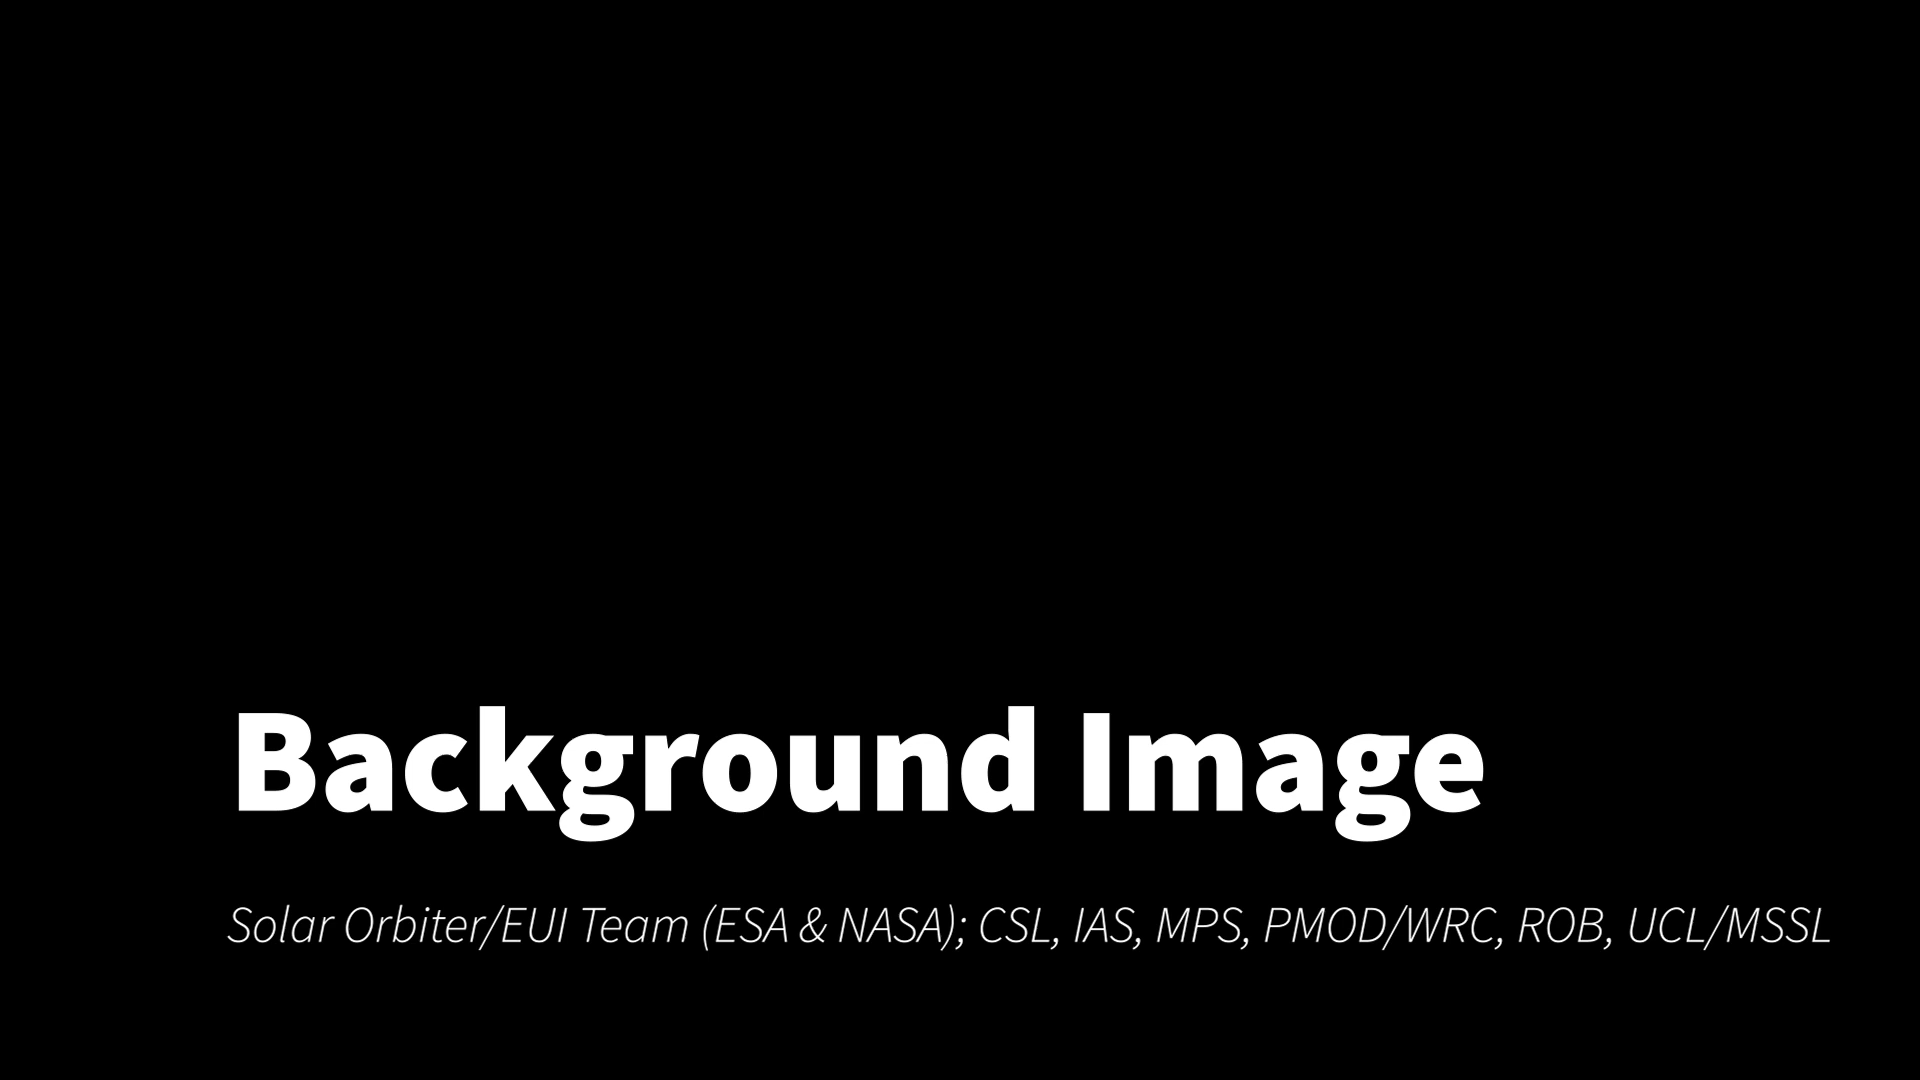 Background Image
Solar Orbiter/EUI Team (ESA & NASA); CSL, IAS, MPS, PMOD/WRC, ROB, UCL/MSSL